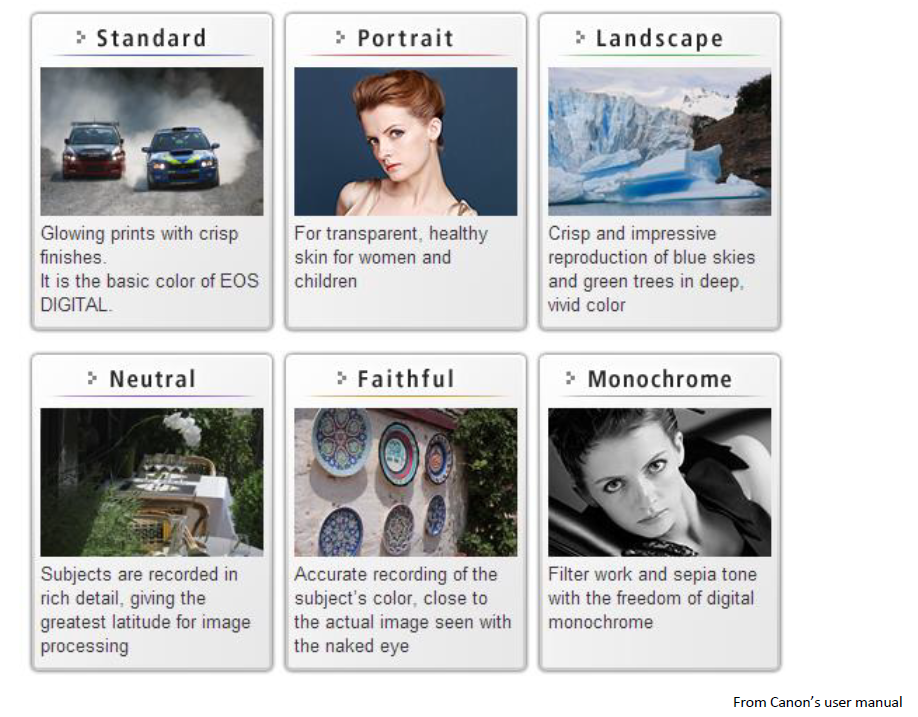 Standard
Portrait
Landscape
Glowing prints with crisp
finishes.
It is the basic color of EOS
DIGITAL.
For transparent, healthy
skin for women and
children
Crisp and impressive
reproduction of blue skies
and green trees in deep,
vivid color
Neutral
Faithful
Monochrome
Subjects are recorded in
rich detail, giving the
greatest latitude for image
processing
Accurate recording of the
subject's color, close to
the actual image seen with
the naked eye
Filter work and sepia tone
with the freedom of digital
monochrome
From Canon's user manual